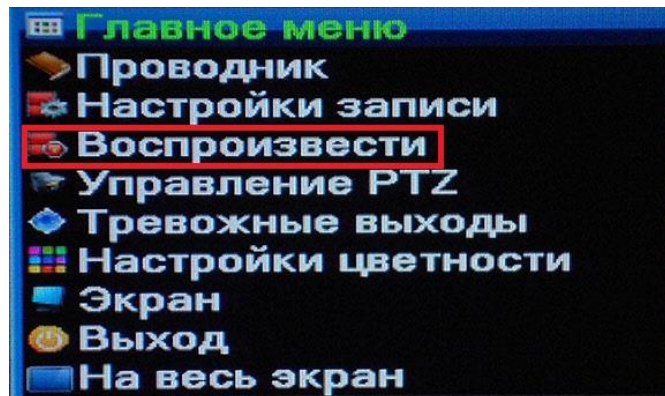 Главное меню
Проводник
Настройки записи
Воспроизвести
Управление PTZ
Тревожные выходы
Настройки цветности
Экран
Выход
На весь экран